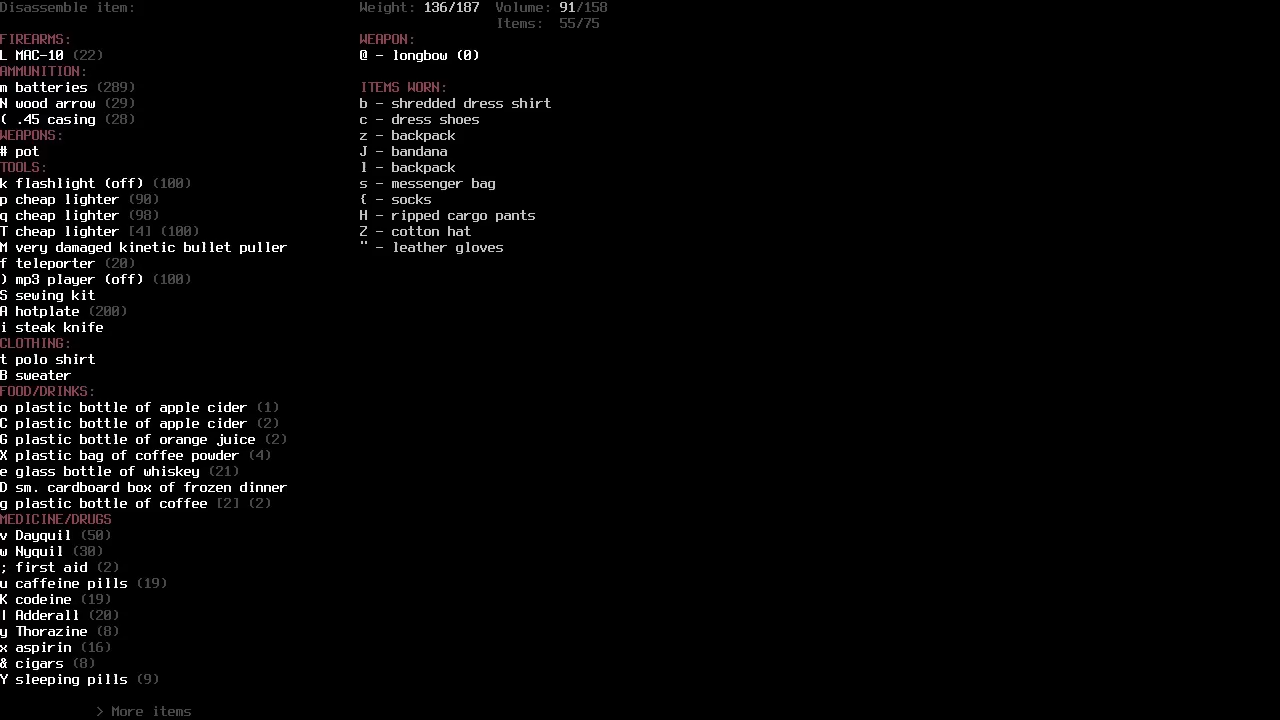 Disassemble item:
Weight: 136/187  Volume: 91/158
Items:  55/75
FIREARMS:
L MAC-10 (22)
AMMUNITION:
m batteries (289)
N wood arrow (29)
( .45 casing (28)
WEAPONS:
# pot
TOOLS:
k flashlight (off) (100)
p cheap lighter (90)
q cheap lighter (98)
T cheap lighter [4] (100)
M very damaged kinetic bullet puller
f teleporter (20)
) mp3 player (off) (100)
S sewing kit
A hotplate (200)
i steak knife
CLOTHING:
t polo shirt
B sweater
FOOD/DRINKS:
o plastic bottle of apple cider (1)
C plastic bottle of apple cider (2)
G plastic bottle of orange juice (2)
X plastic bag of coffee powder (4)
e glass bottle of whiskey (21)
D sm. cardboard box of frozen dinner
g plastic bottle of coffee [2] (2)
MEDICINE/DRUGS
v Dayquil (50)
w Nyquil (30)
; first aid (2)
u caffeine pills (19)
K codeine (19)
| Adderall (20)
y Thorazine (8)
x aspirin (16)
& cigars (8)
Y sleeping pills (9)
> More items
WEAPON:
@ - longbow (0)
ITEMS WORN:
b - shredded dress shirt
c - dress shoes
z - backpack
J - bandana
l - backpack
s - messenger bag
{ - socks
H - ripped cargo pants
Z - cotton hat
" - leather gloves